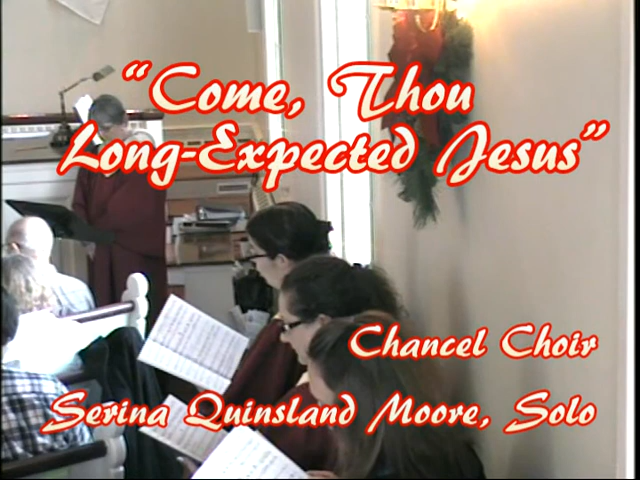 “Come, Thou
Long-Expected Jesus”
Chancel Choir
Serina Quinsland Moore, Solo